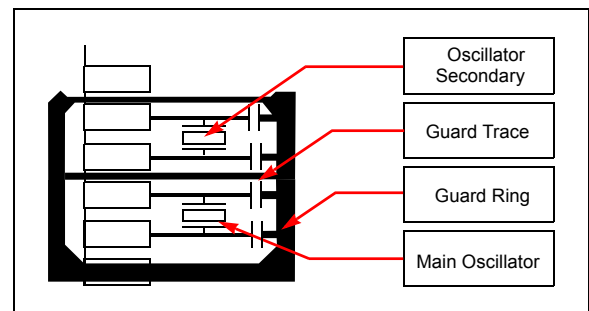 Oscillator
Secondary
Guard Trace
Guard Ring
Main Oscillator